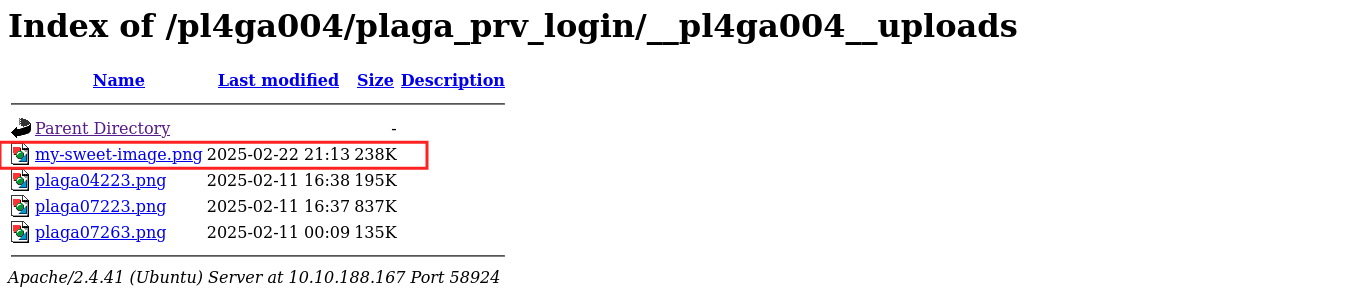 Index of /pl4ga004/plaga_prv_login/__pl4ga004__uploads
Name Last modified Size Description
Parent Directory -
my-sweet-image.png 2025-02-22 21:13 238K
plaga04223.png 2025-02-11 16:38 195K
plaga07223.png 2025-02-11 16:37 837K
plaga07263.png 2025-02-11 00:09 135K
Apache/2.4.41 (Ubuntu) Server at 10.10.188.167 Port 58924